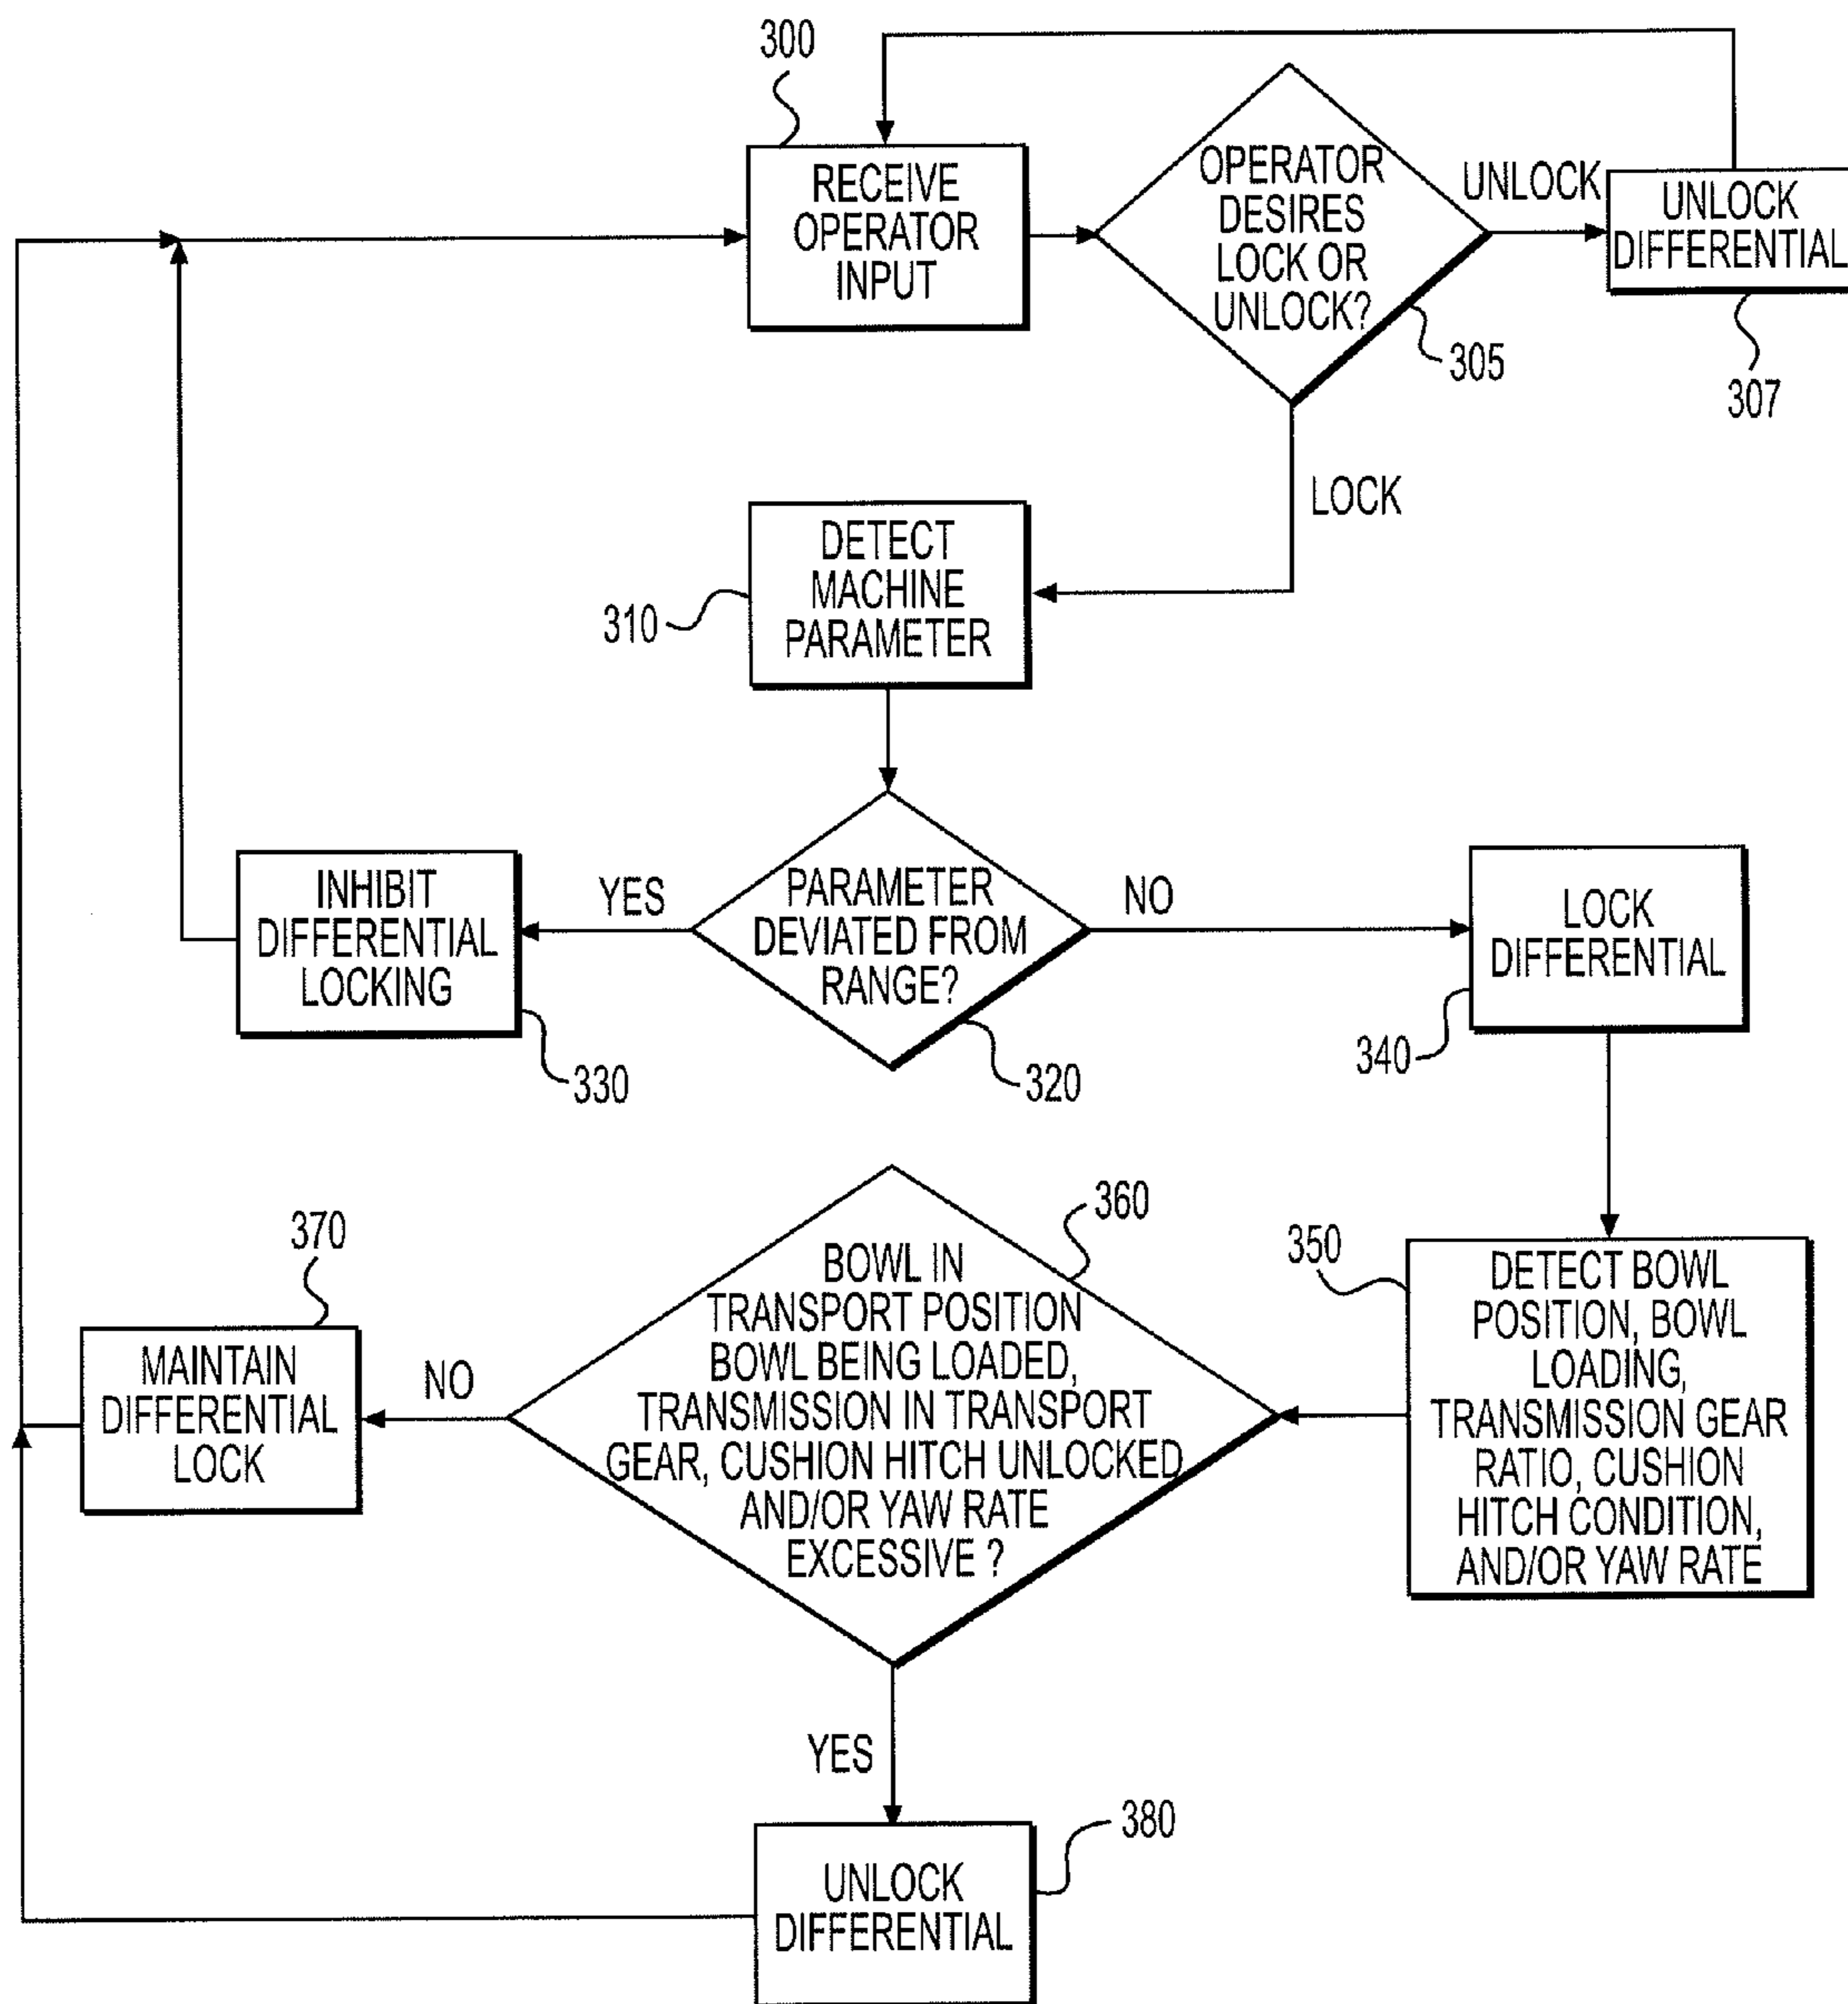 300
RECEIVE
OPERATOR
INPUT
OPERATOR
DESIRES
LOCK OR
UNLOCK?
305
UNLOCK
UNLOCK
DIFFERENTIAL
307
LOCK
DETECT
MACHINE
PARAMETER
310
PARAMETER
DEVIATED FROM
RANGE?
320
YES
INHIBIT
DIFFERENTIAL
LOCKING
330
NO
LOCK
DIFFERENTIAL
340
350
DETECT BOWL
POSITION, BOWL
LOADING,
TRANSMISSION GEAR
RATIO, CUSHION
HITCH CONDITION,
AND/OR YAW RATE
360
BOWL IN
TRANSPORT POSITION
BOWL BEING LOADED,
TRANSMISSION IN TRANSPORT
GEAR, CUSHION HITCH UNLOCKED
AND/OR YAW RATE
EXCESSIVE ?
NO
370
MAINTAIN
DIFFERENTIAL
LOCK
YES
380
UNLOCK
DIFFERENTIAL